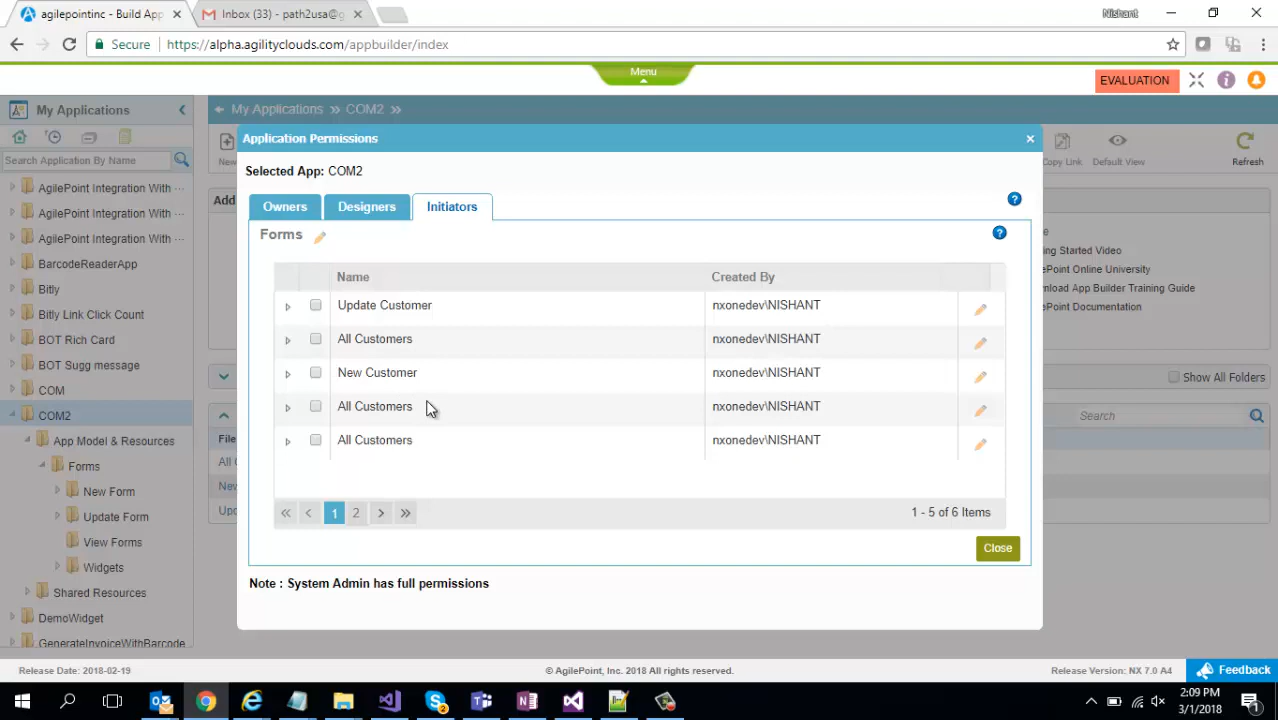 agilepointinc - Build App
Inbox (33) - path2usa@g
Nishant
Secure
https://alpha.agilityclouds.com/appbuilder/index
Menu
EVALUATION
My Applications
My Applications » COM2 »
Application Permissions
New
Copy Link
Default View
Refresh
Search Application By Name
Selected App: COM2
AgilePoint Integration With ...
AgilePoint Integration With ...
AgilePoint Integration With ...
BarcodeReaderApp
Bitly
Bitly Link Click Count
BOT Rich Card
BOT Sugg message
COM
COM2
App Model & Resources
Forms
New Form
Update Form
View Forms
Widgets
Shared Resources
DemoWidget
GenerateInvoiceWithBarcode
Add
Owners
Designers
Initiators
Forms
Name
Created By
Update Customer
nxonedev\NISHANT
All Customers
nxonedev\NISHANT
New Customer
nxonedev\NISHANT
All Customers
nxonedev\NISHANT
All Customers
nxonedev\NISHANT
1
2
1 - 5 of 6 Items
Close
Note : System Admin has full permissions
ing Started Video
ePoint Online University
nload App Builder Training Guide
ePoint Documentation
Show All Folders
Search
File
All C
New
Upd
Release Date: 2018-02-19
© AgilePoint, Inc. 2018 All rights reserved.
Release Version: NX 7.0 A4
Feedback
2:09 PM
3/1/2018